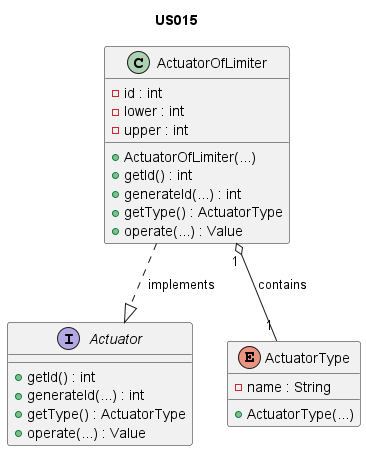 US015
C ActuatorOfLimiter
id : int
lower : int
upper : int
ActuatorOfLimiter(...)
getId() : int
generateId(...) : int
getType() : ActuatorType
operate(...) : Value
1
implements
contains
1
I Actuator
getId() : int
generateId(...) : int
getType() : ActuatorType
operate(...) : Value
E ActuatorType
name : String
ActuatorType(...)